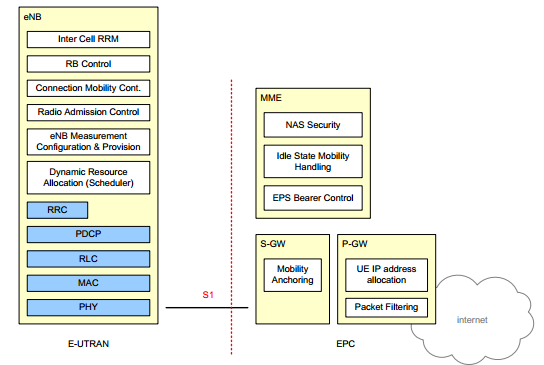 eNB
Inter Cell RRM
RB Control
Connection Mobility Cont.
Radio Admission Control
eNB Measurement
Configuration & Provision
Dynamic Resource
Allocation (Scheduler)
RRC
PDCP
RLC
MAC
PHY
S1
MME
NAS Security
Idle State Mobility
Handling
EPS Bearer Control
S-GW
Mobility
Anchoring
P-GW
UE IP address
allocation
Packet Filtering
internet
E-UTRAN
EPC